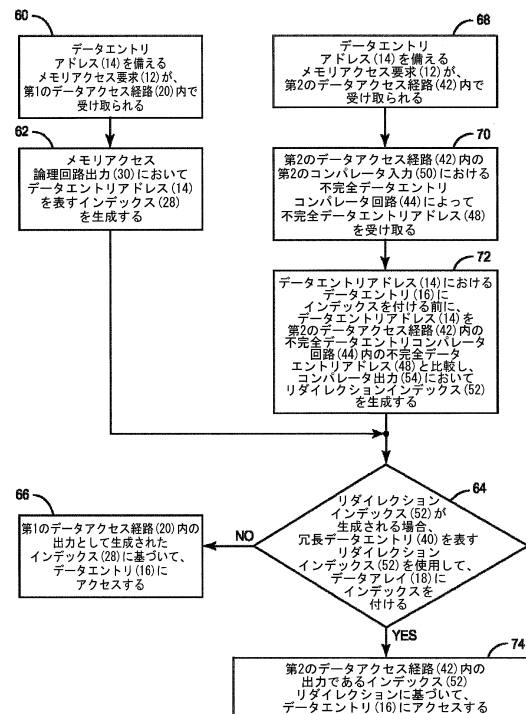 60
データエントリ
アドレス(14)を備える
メモリアクセス要求(12)が、
第1のデータアクセス経路(20)内で
受け取られる
62
メモリアクセス
論理回路出力(30)において
データエントリアドレス(14)
を表すインデックス(28)
を生成する
68
データエントリ
アドレス(14)を備える
メモリアクセス要求(12)が、
第2のデータアクセス経路(42)内で
受け取られる
70
第2のデータアクセス経路(42)内の
第2のコンパレータ入力(50)における
不完全データエントリ
コンパレータ回路(44)によって
不完全データエントリアドレス(48)
を受け取る
72
データエントリアドレス(14)における
データエントリ(16)に
インデックスを付ける前に、
データエントリアドレス(14)を
第2のデータアクセス経路(42)内の
不完全データエントリコンパレータ
回路(44)内の不完全データ
エントリアドレス(48)と比較し、
コンパレータ出力(54)において
リダイレクションインデックス(52)
を生成する
64
リダイレクション
インデックス(52)が
生成される場合、
冗長データエントリ(40)を表す
リダイレクション
インデックス(52)を使用して、
データアレイ(18)に
インデックスを
付ける
NO
66
第1のデータアクセス経路(20)内の
出力として生成された
インデックス(28)に基づいて、
データエントリ(16)に
アクセスする
YES
74
第2のデータアクセス経路(42)内の
出力であるインデックス(52)
リダイレクションに基づいて、
データエントリ(16)にアクセスする